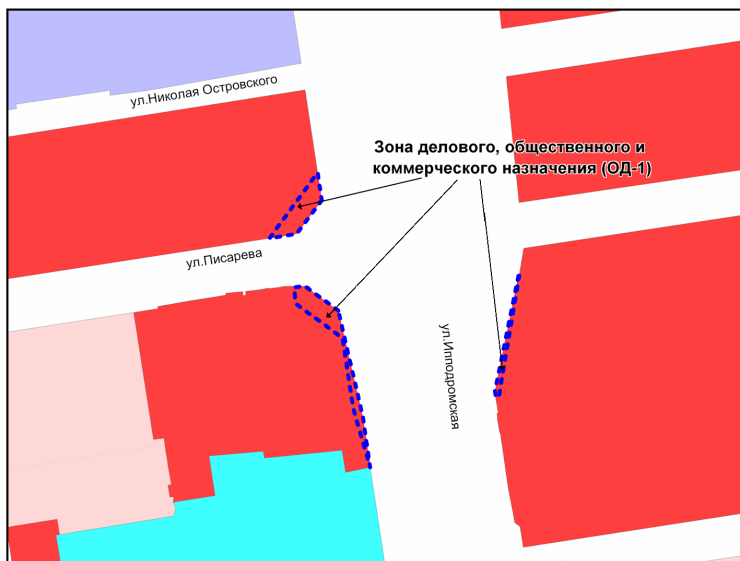 ул.Николая Островского
Зона делового, общественного и
коммерческого назначения (ОД-1)
ул.Писарева
ул.Ипподромская